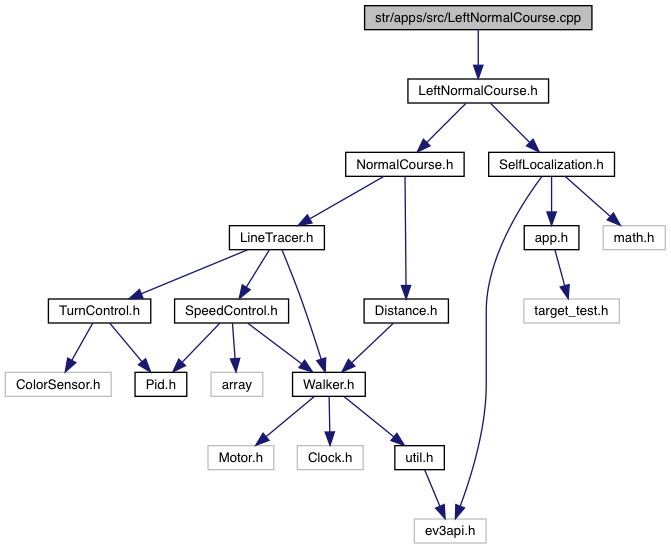 str/apps/src/LeftNormalCourse.cpp
LeftNormalCourse.h
NormalCourse.h
SelfLocalization.h
LineTracer.h
app.h
math.h
TurnControl.h
SpeedControl.h
Distance.h
target_test.h
ColorSensor.h
Pid.h
array
Walker.h
Motor.h
Clock.h
util.h
ev3api.h